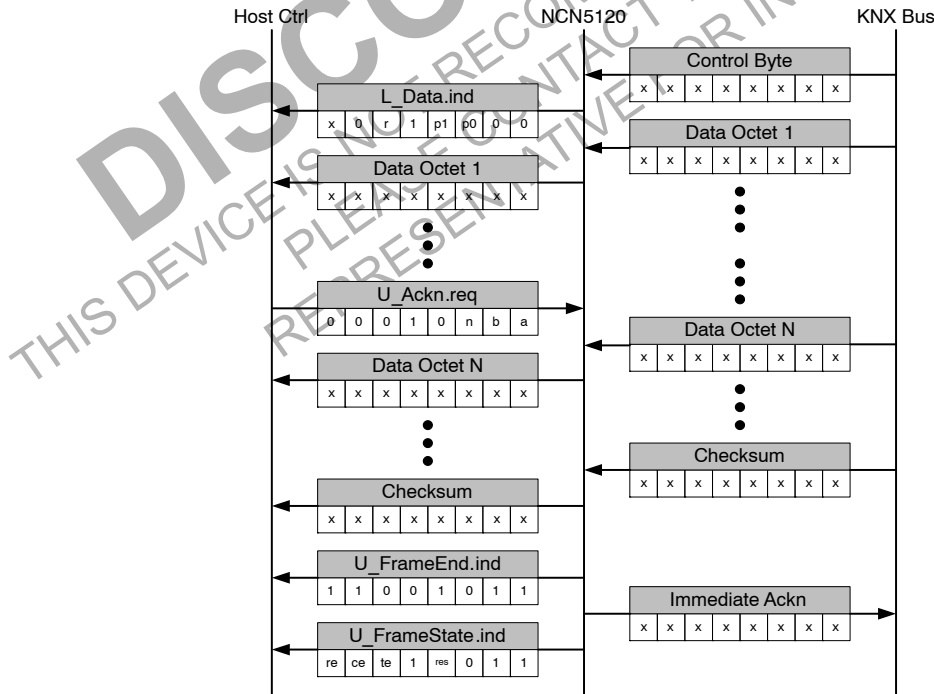 Host Ctrl NCN5120 KNX Bus
Control Byte
x x x x x x x x
L_Data.ind
x 0 r 1 p1 p0 0 0
Data Octet 1
x x x x x x x x
Data Octet 1
x x x x x x x x
U_Ackn.req
0 0 0 1 0 n b a
Data Octet N
x x x x x x x x
Data Octet N
x x x x x x x x
Checksum
x x x x x x x x
Checksum
x x x x x x x x
U_FrameEnd.ind
1 1 0 0 1 0 1 1
Immediate Ackn
x x x x x x x x
U_FrameState.ind
re ce te 1 res 0 1 1
THIS DEVICE IS NOT
PLEASE CONTACT
REPRESENTATIVE FOR